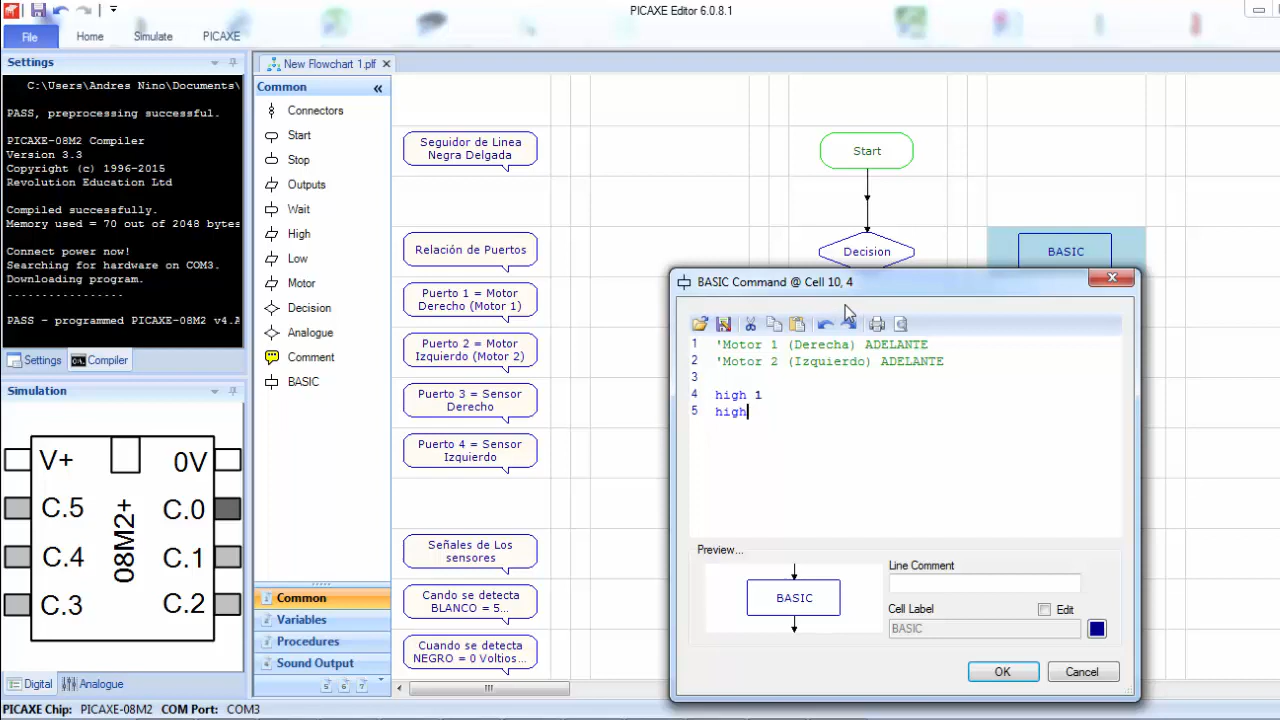 PICAXE Editor 6.0.8.1
File
Home
Simulate
PICAXE
Settings
C:\Users\Andres Nino\Documents\
PASS, preprocessing successful.
PICAXE-08M2 Compiler
Version 3.3
Copyright (c) 1996-2015
Revolution Education Ltd
Compiled successfully.
Memory used = 70 out of 2048 bytes
Connect power now!
Searching for hardware on COM3.
Downloading program.
-----------------
PASS - programmed PICAXE-08M2 v4.
Settings
Compiler
Simulation
V+
0V
C.5
C.0
C.4
C.1
C.3
C.2
08M2+
Digital
Analogue
PICAXE Chip: PICAXE-08M2 COM Port: COM3
New Flowchart 1.plf
Common
Connectors
Start
Stop
Outputs
Wait
High
Low
Motor
Decision
Analogue
Comment
BASIC
Common
Variables
Procedures
Sound Output
5
6
7
Seguidor de Linea
Negra Delgada
Relación de Puertos
Puerto 1 = Motor
Derecho (Motor 1)
Puerto 2 = Motor
Izquierdo (Motor 2)
Puerto 3 = Sensor
Derecho
Puerto 4 = Sensor
Izquierdo
Señales de Los
sensores
Cando se detecta
BLANCO = 5...
Cuando se detecta
NEGRO = 0 Voltios...
Start
Decision
BASIC
BASIC Command @ Cell 10, 4
1 'Motor 1 (Derecha) ADELANTE
2 'Motor 2 (Izquierdo) ADELANTE
3
4 high 1
5 high
Preview...
BASIC
Line Comment
Cell Label
Edit
BASIC
OK
Cancel